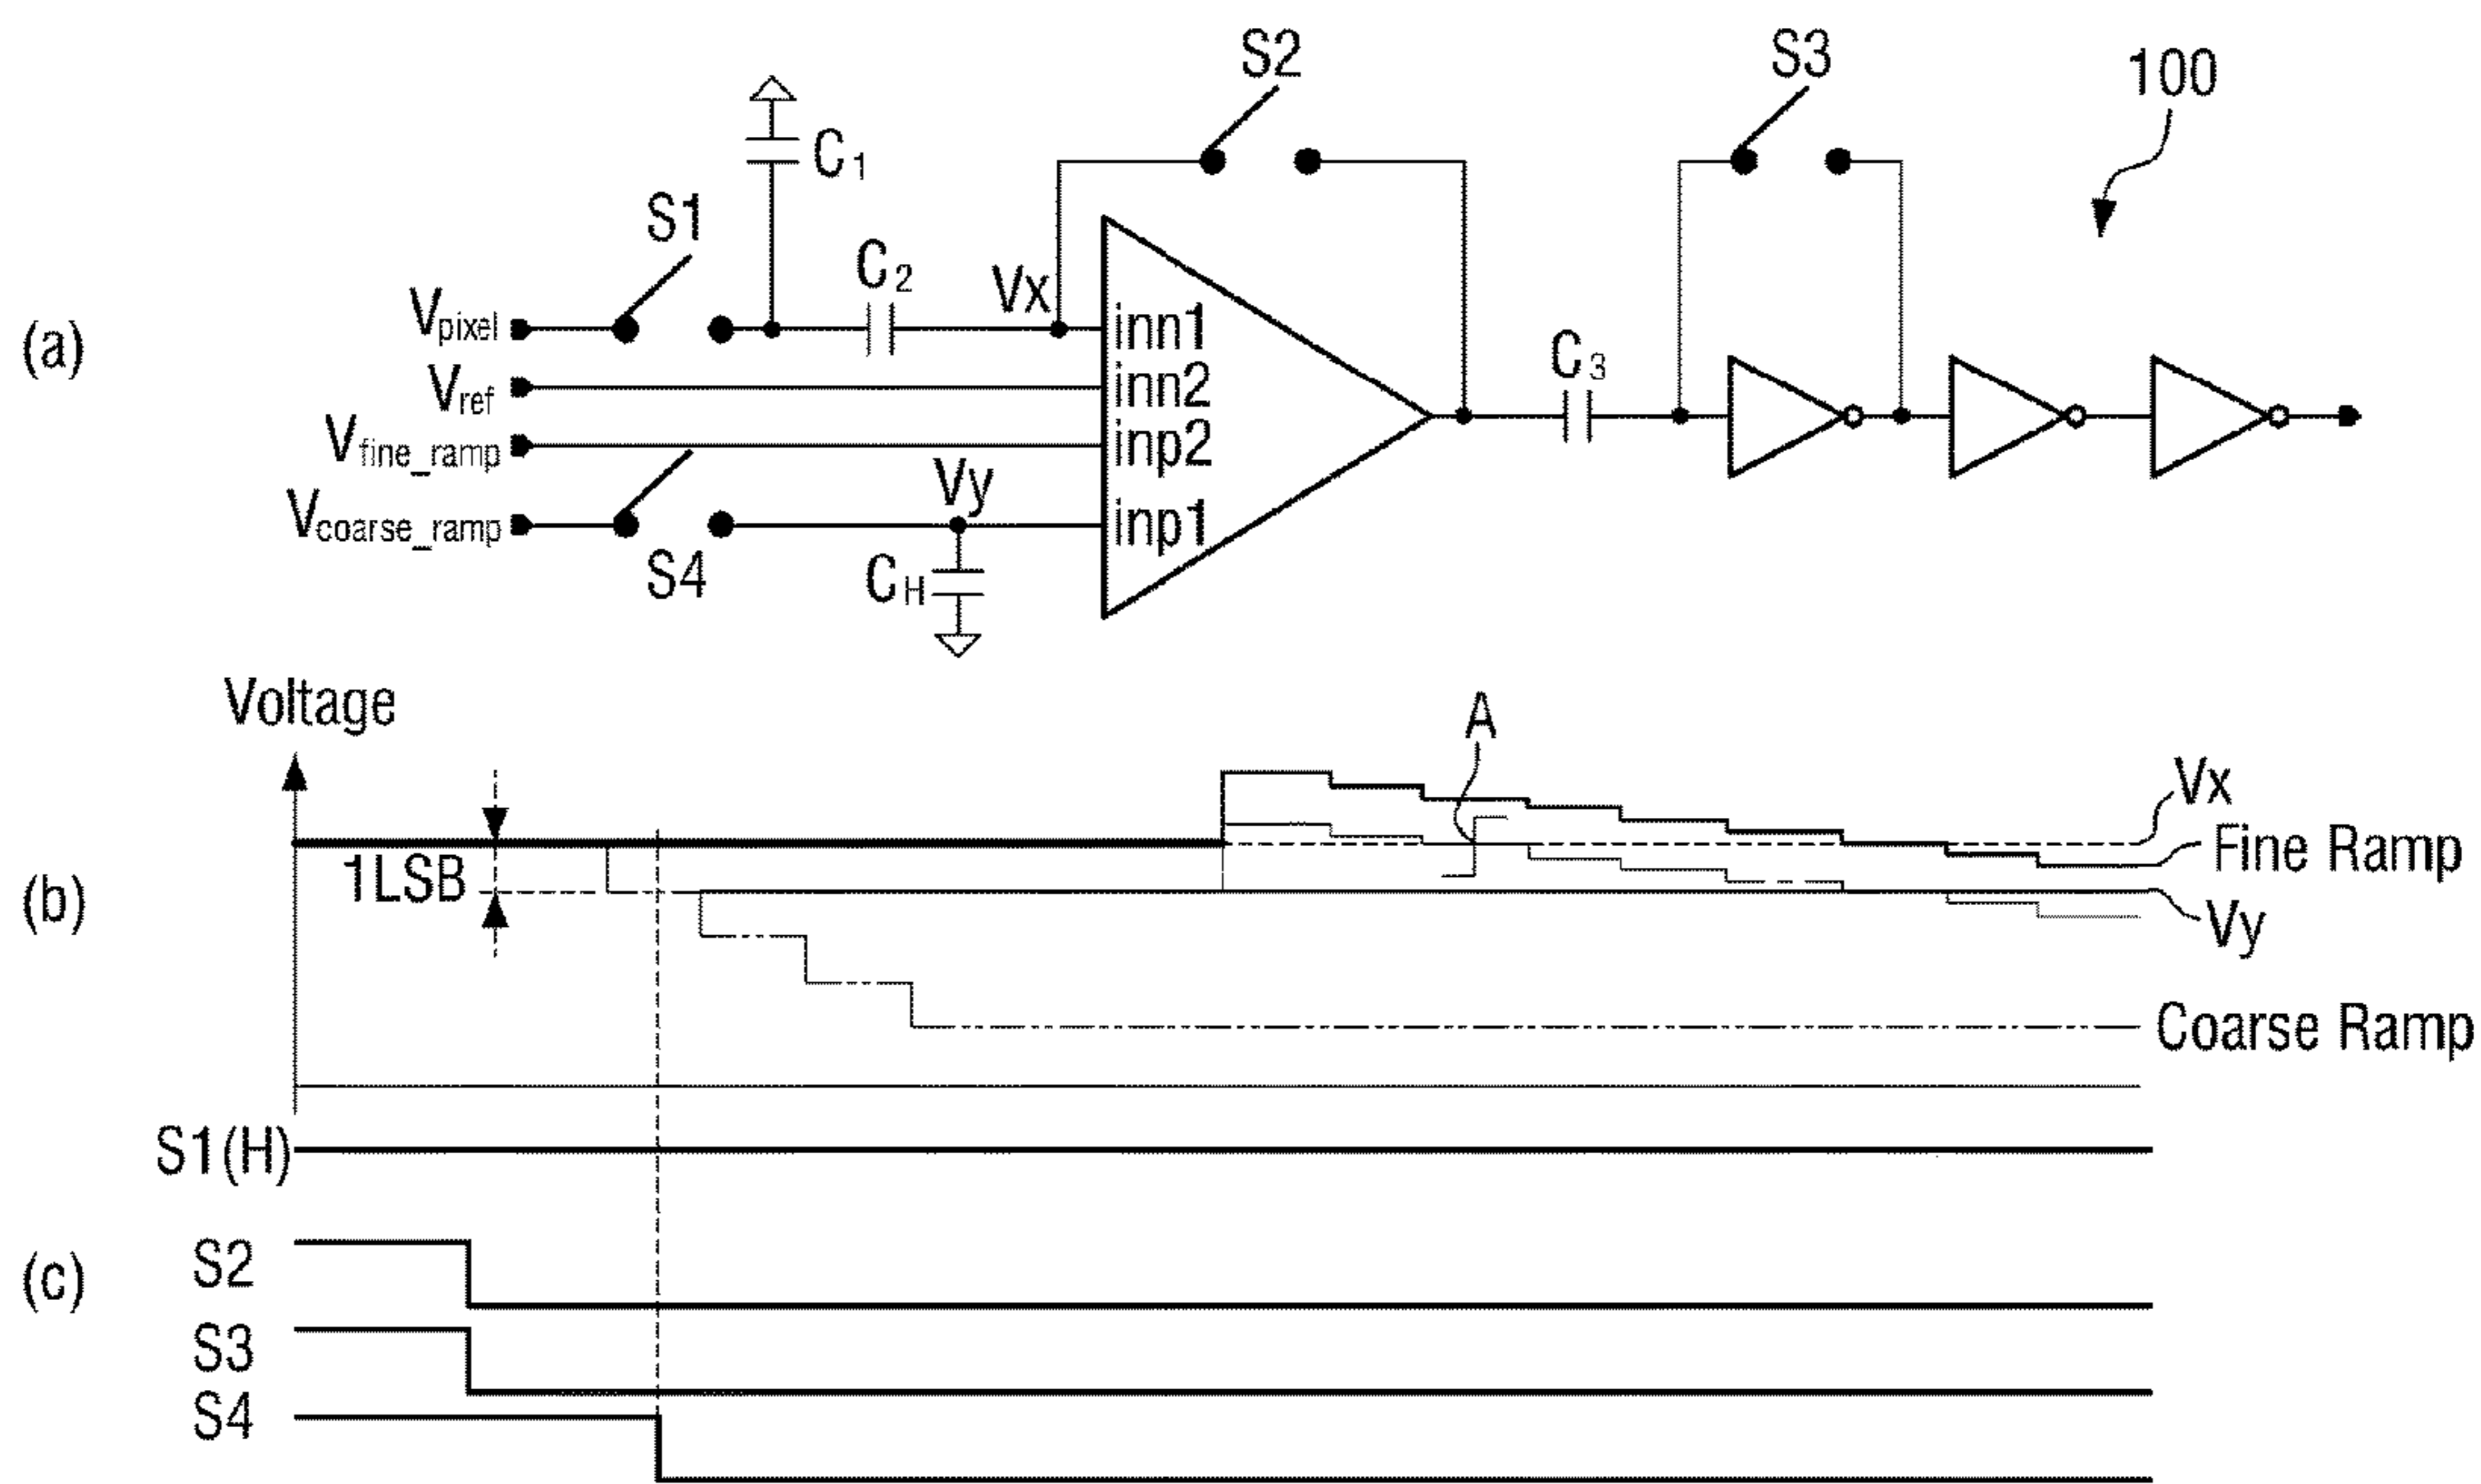 S2
S3
100
C1
S1
C2
Vx
(a)
Vpixel
inn1
Vref
inn2
C3
Vfine_ramp
inp2
Vy
Vcoarse_ramp
inp1
S4
CH
Voltage
A
Vx
1LSB
Fine Ramp
(b)
Vy
Coarse Ramp
S1(H)
S2
(c)
S3
S4